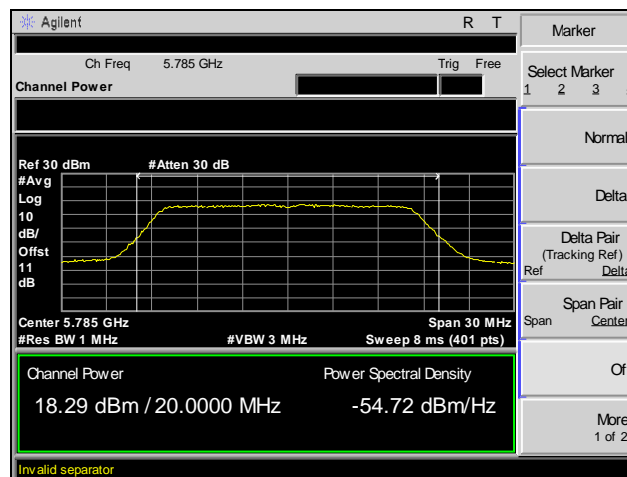 Agilent R T
Ch Freq 5.785 GHz Trig Free
Channel Power
Ref 30 dBm #Atten 30 dB
#Avg
Log
10
dB/
Offst
11
dB
Center 5.785 GHz Span 30 MHz
#Res BW 1 MHz #VBW 3 MHz Sweep 8 ms (401 pts)
Channel Power Power Spectral Density
18.29 dBm / 20.0000 MHz -54.72 dBm/Hz
Invalid separator
Marker
Select Marker
1 2 3
Normal
Delta
Delta Pair
(Tracking Ref)
Ref Delta
Span Pair
Span Center
Of
More
1 of 2